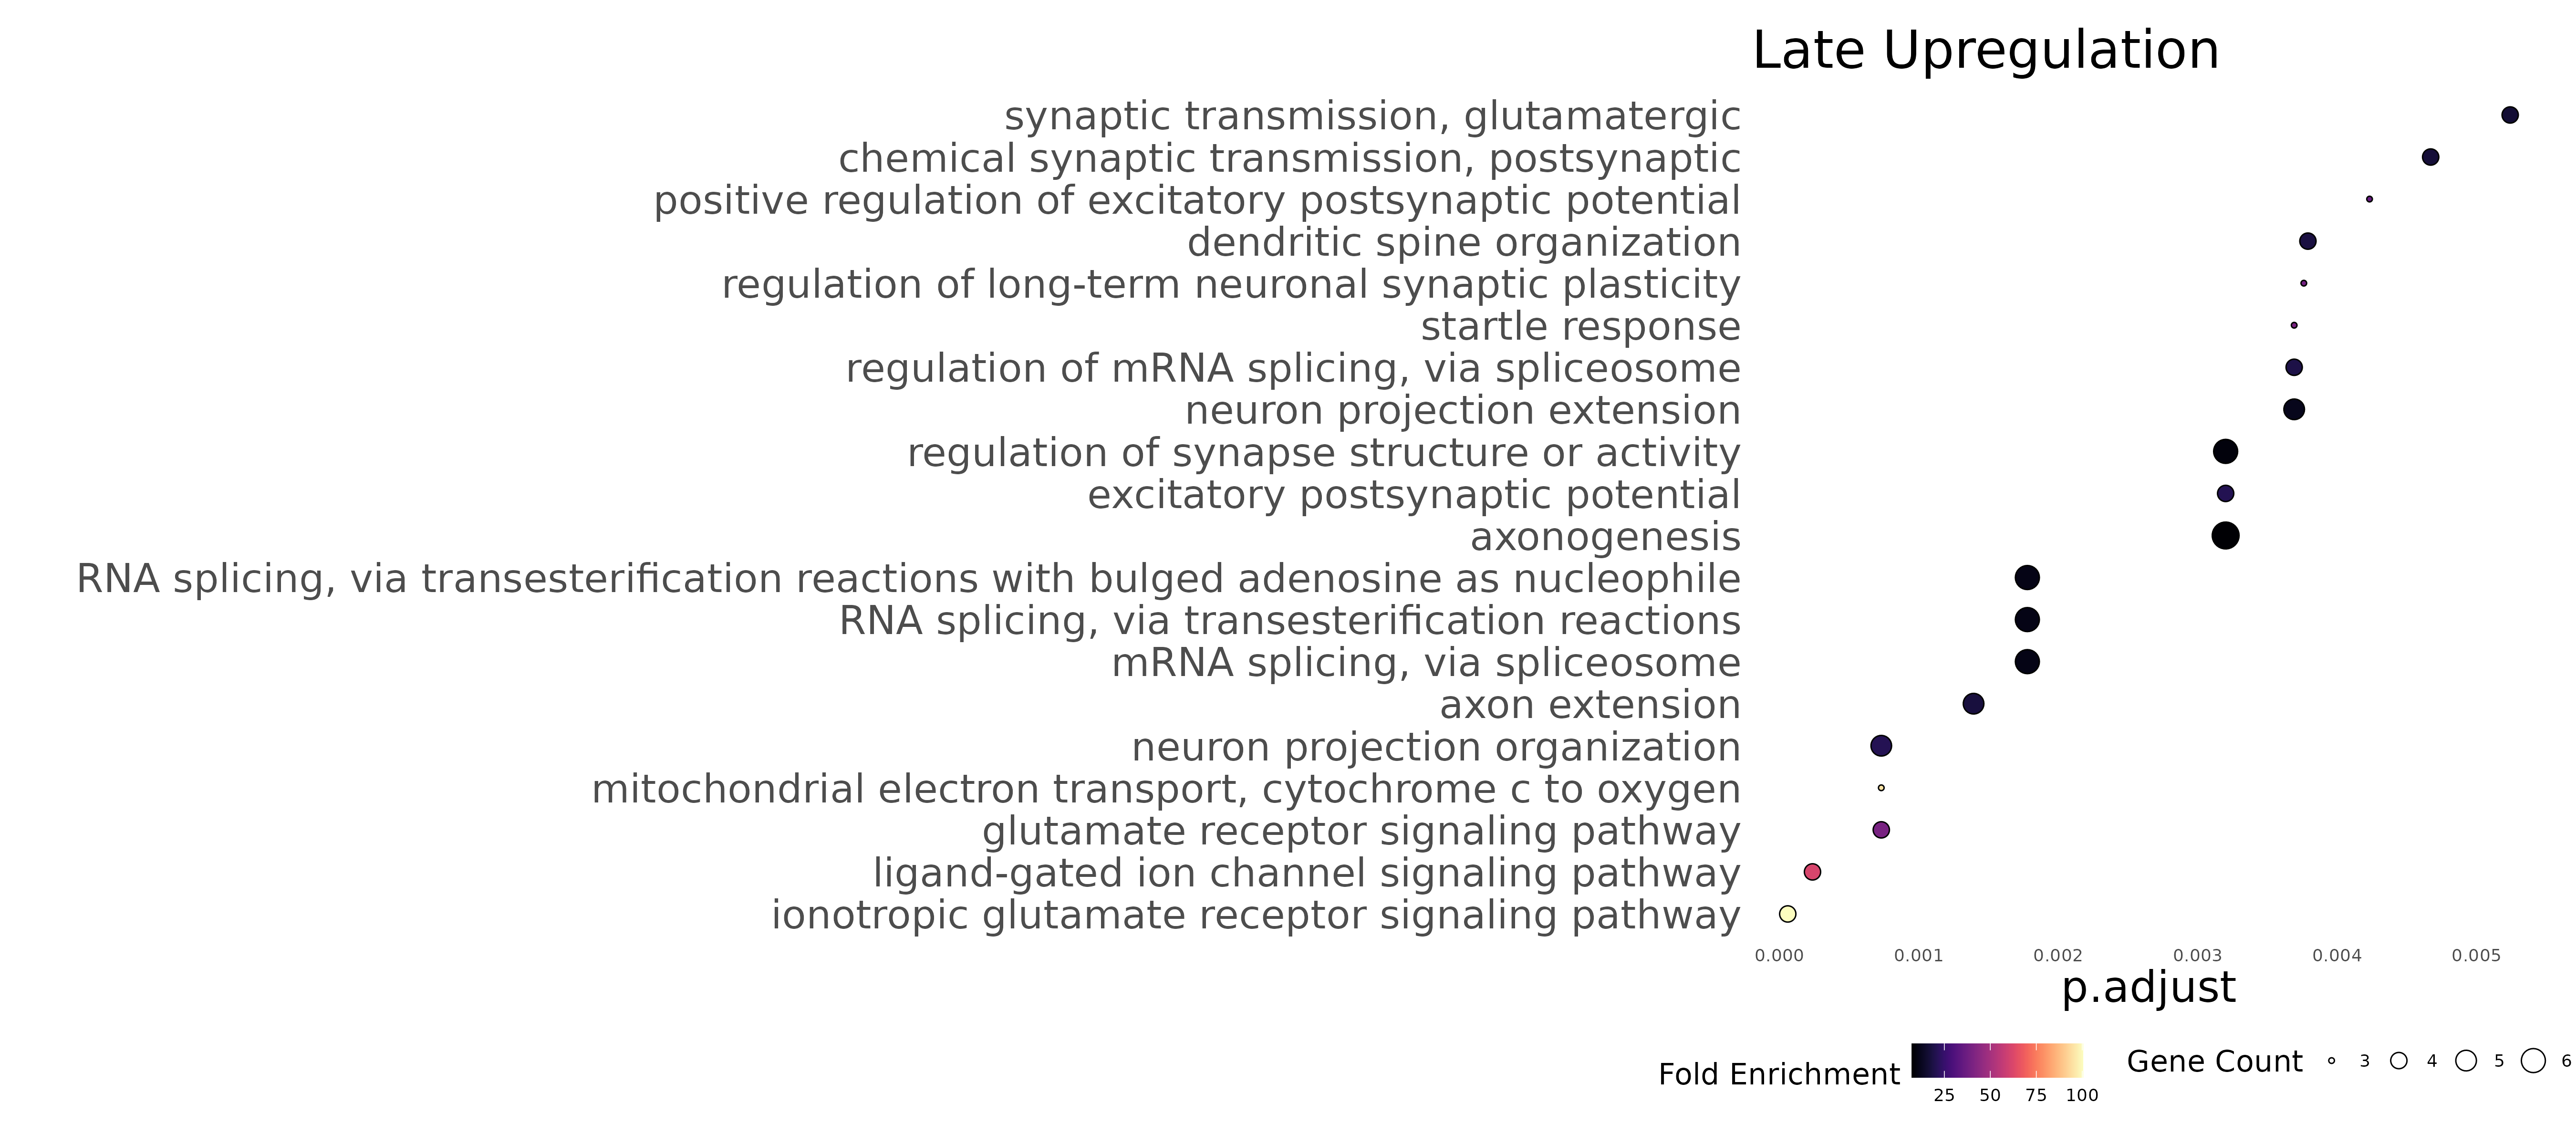 Late Upregulation
synaptic transmission, glutamatergic
chemical synaptic transmission, postsynaptic
positive regulation of excitatory postsynaptic potential
dendritic spine organization
regulation of long-term neuronal synaptic plasticity
startle response
regulation of mRNA splicing, via spliceosome
neuron projection extension
regulation of synapse structure or activity
excitatory postsynaptic potential
axonogenesis
RNA splicing, via transesterification reactions with bulged adenosine as nucleophile
RNA splicing, via transesterification reactions
mRNA splicing, via spliceosome
axon extension
neuron projection organization
mitochondrial electron transport, cytochrome c to oxygen
glutamate receptor signaling pathway
ligand-gated ion channel signaling pathway
ionotropic glutamate receptor signaling pathway
0.000 0.001 0.002 0.003 0.004 0.005
p.adjust
Fold Enrichment 25 50 75 100
Gene Count 3 4 5 6